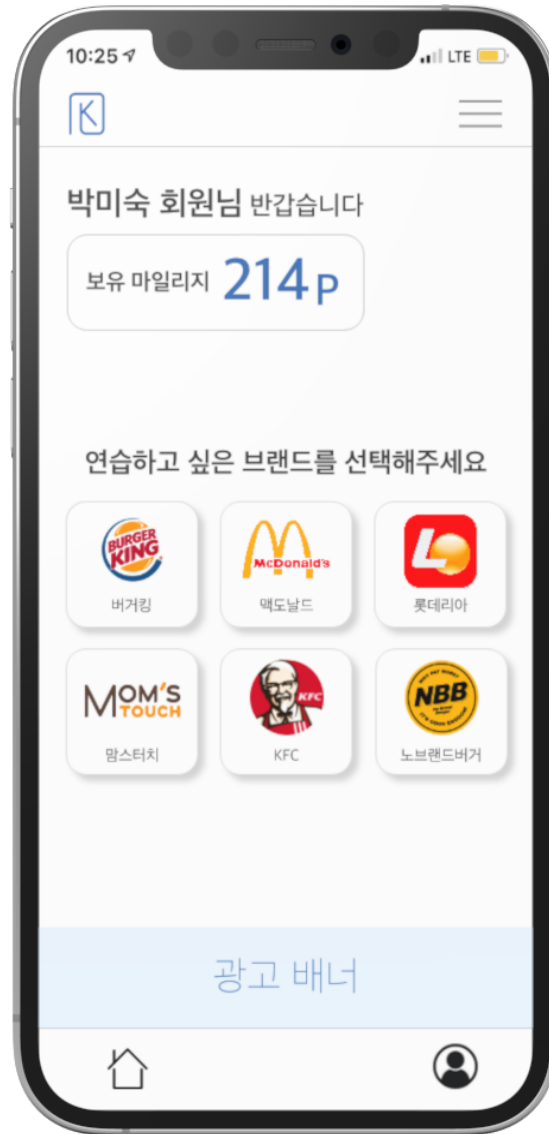 10:25
LTE
K
박미숙 회원님 반갑습니다
보유 마일리지 214 P
연습하고 싶은 브랜드를 선택해주세요
BURGER
KING
McDonald's
L
버거킹
맥도날드
롯데리아
MOM'S
TOUCH
KFC
NBB
맘스터치
KFC
노브랜드버거
광고 배너